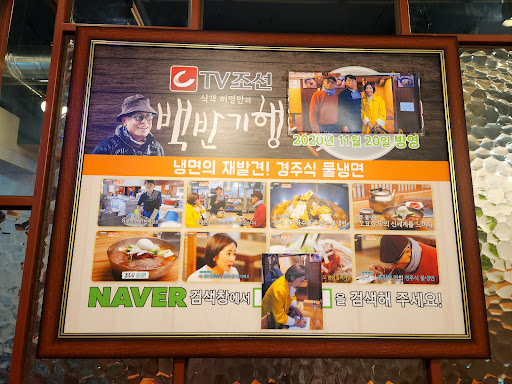 TV조선
식객 허영만의
백반기행
2020년 11월 20일 방영
냉면의 재발견! 경주식 물냉면
NAVER 검색창에서 을 검색해 주세요!